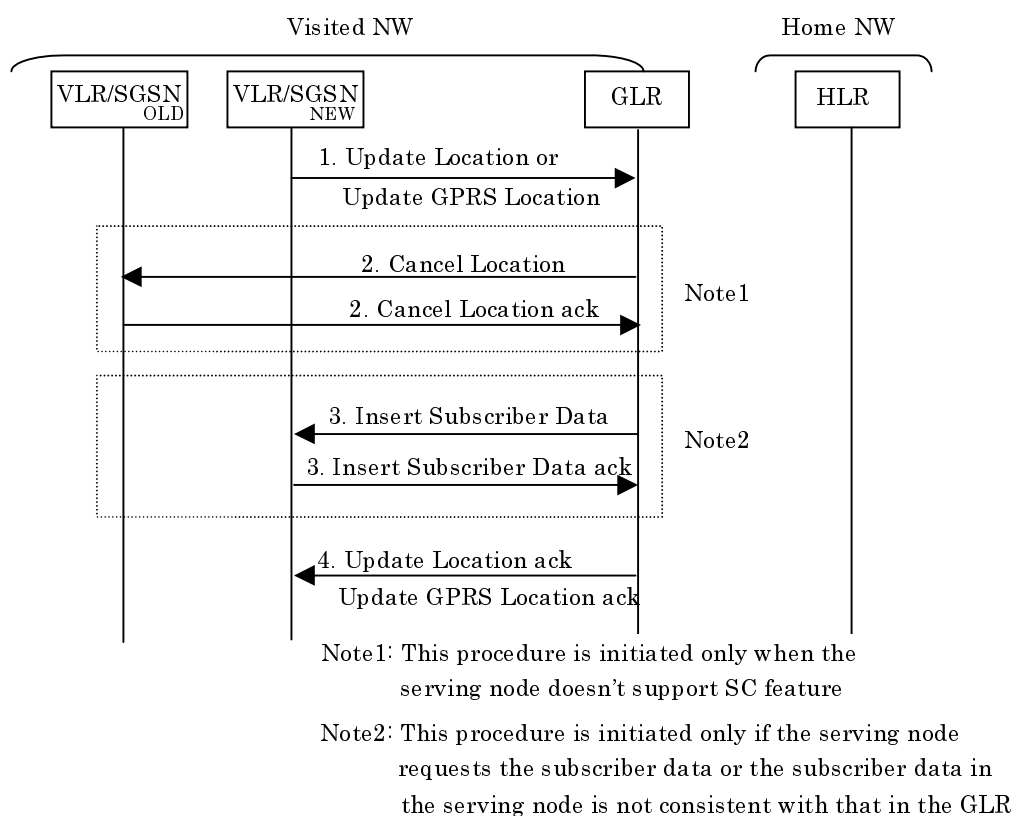 Visited NW
Home NW
VLR/SGSN
OLD
VLR/SGSN
NEW
GLR
HLR
1. Update Location or
Update GPRS Location
2. Cancel Location
Note1
2. Cancel Location ack
3. Insert Subscriber Data
Note2
3. Insert Subscriber Data ack
4. Update Location ack
Update GPRS Location ack
Note1: This procedure is initiated only when the
serving node doesn't support SC feature
Note2: This procedure is initiated only if the serving node
requests the subscriber data or the subscriber data in
the serving node is not consistent with that in the GLR